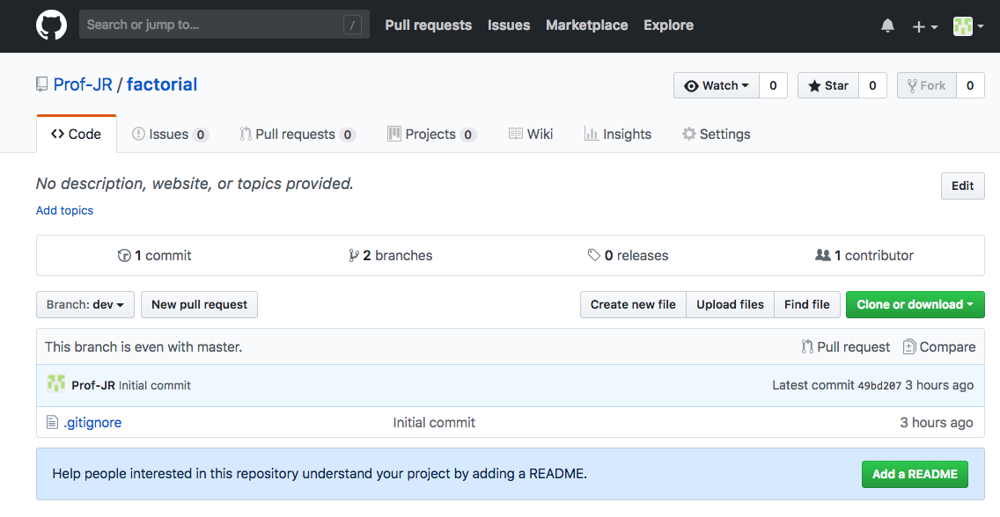 Search or jump to... / Pull requests Issues Marketplace Explore
Prof-JR / factorial Watch 0 Star 0 Fork 0
Code Issues 0 Pull requests 0 Projects 0 Wiki Insights Settings
No description, website, or topics provided. Edit
Add topics
1 commit 2 branches 0 releases 1 contributor
Branch: dev New pull request Create new file Upload files Find file Clone or download
This branch is even with master. Pull request Compare
Prof-JR Initial commit Latest commit 49bd207 3 hours ago
.gitignore Initial commit 3 hours ago
Help people interested in this repository understand your project by adding a README. Add a README